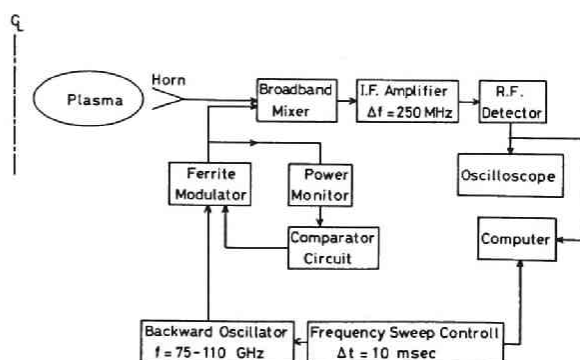 ℄
Plasma
Horn
Broadband
Mixer
I.F. Amplifier
Δf = 250 MHz
R.F.
Detector
Ferrite
Modulator
Power
Monitor
Oscilloscope
Comparator
Circuit
Computer
Backward Oscillator
f = 75-110 GHz
Frequency Sweep Controll
Δt = 10 msec